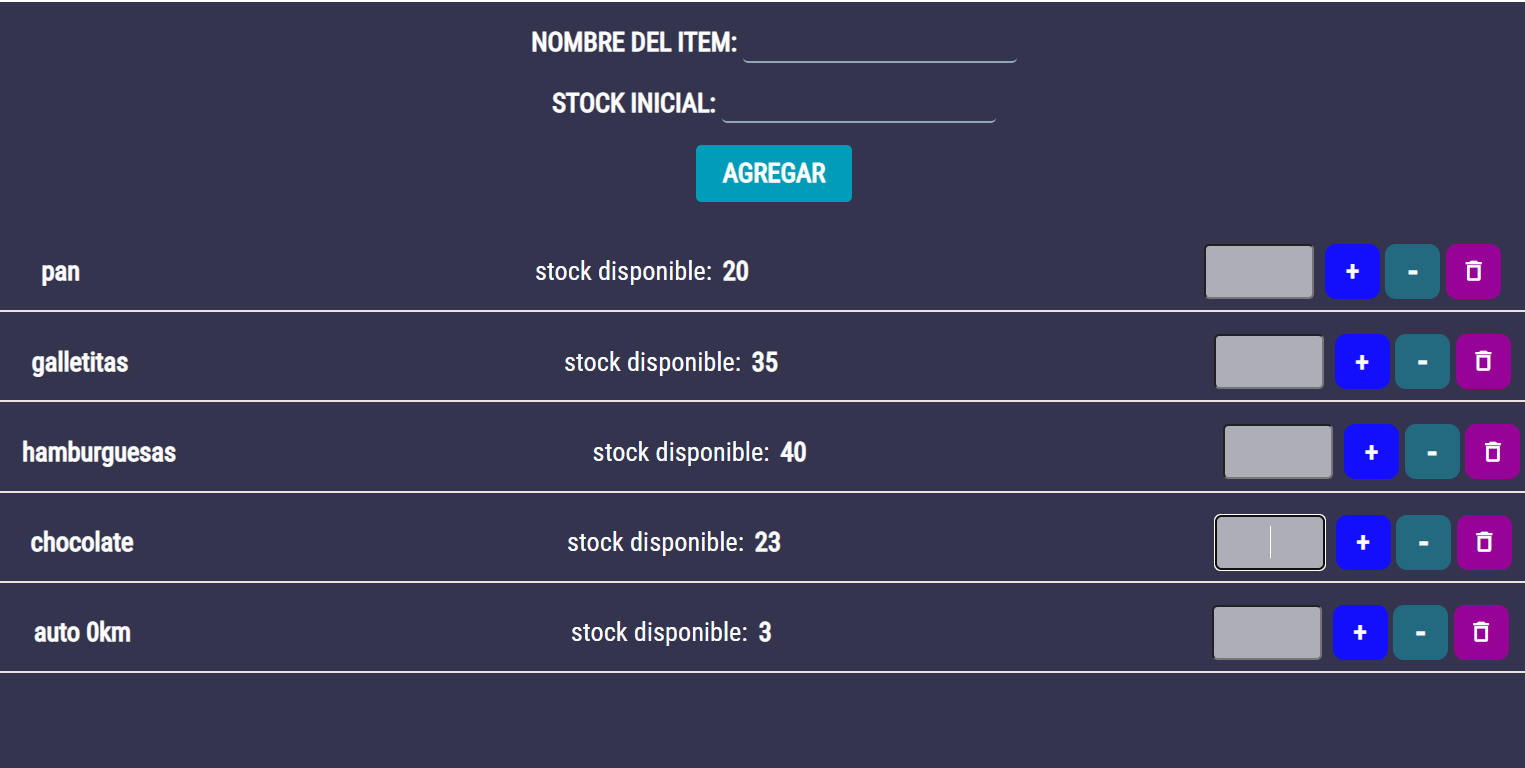 NOMBRE DEL ITEM:
STOCK INICIAL:
AGREGAR
pan stock disponible: 20 + -
galletitas stock disponible: 35 + -
hamburguesas stock disponible: 40 + -
chocolate stock disponible: 23 + -
auto 0km stock disponible: 3 + -